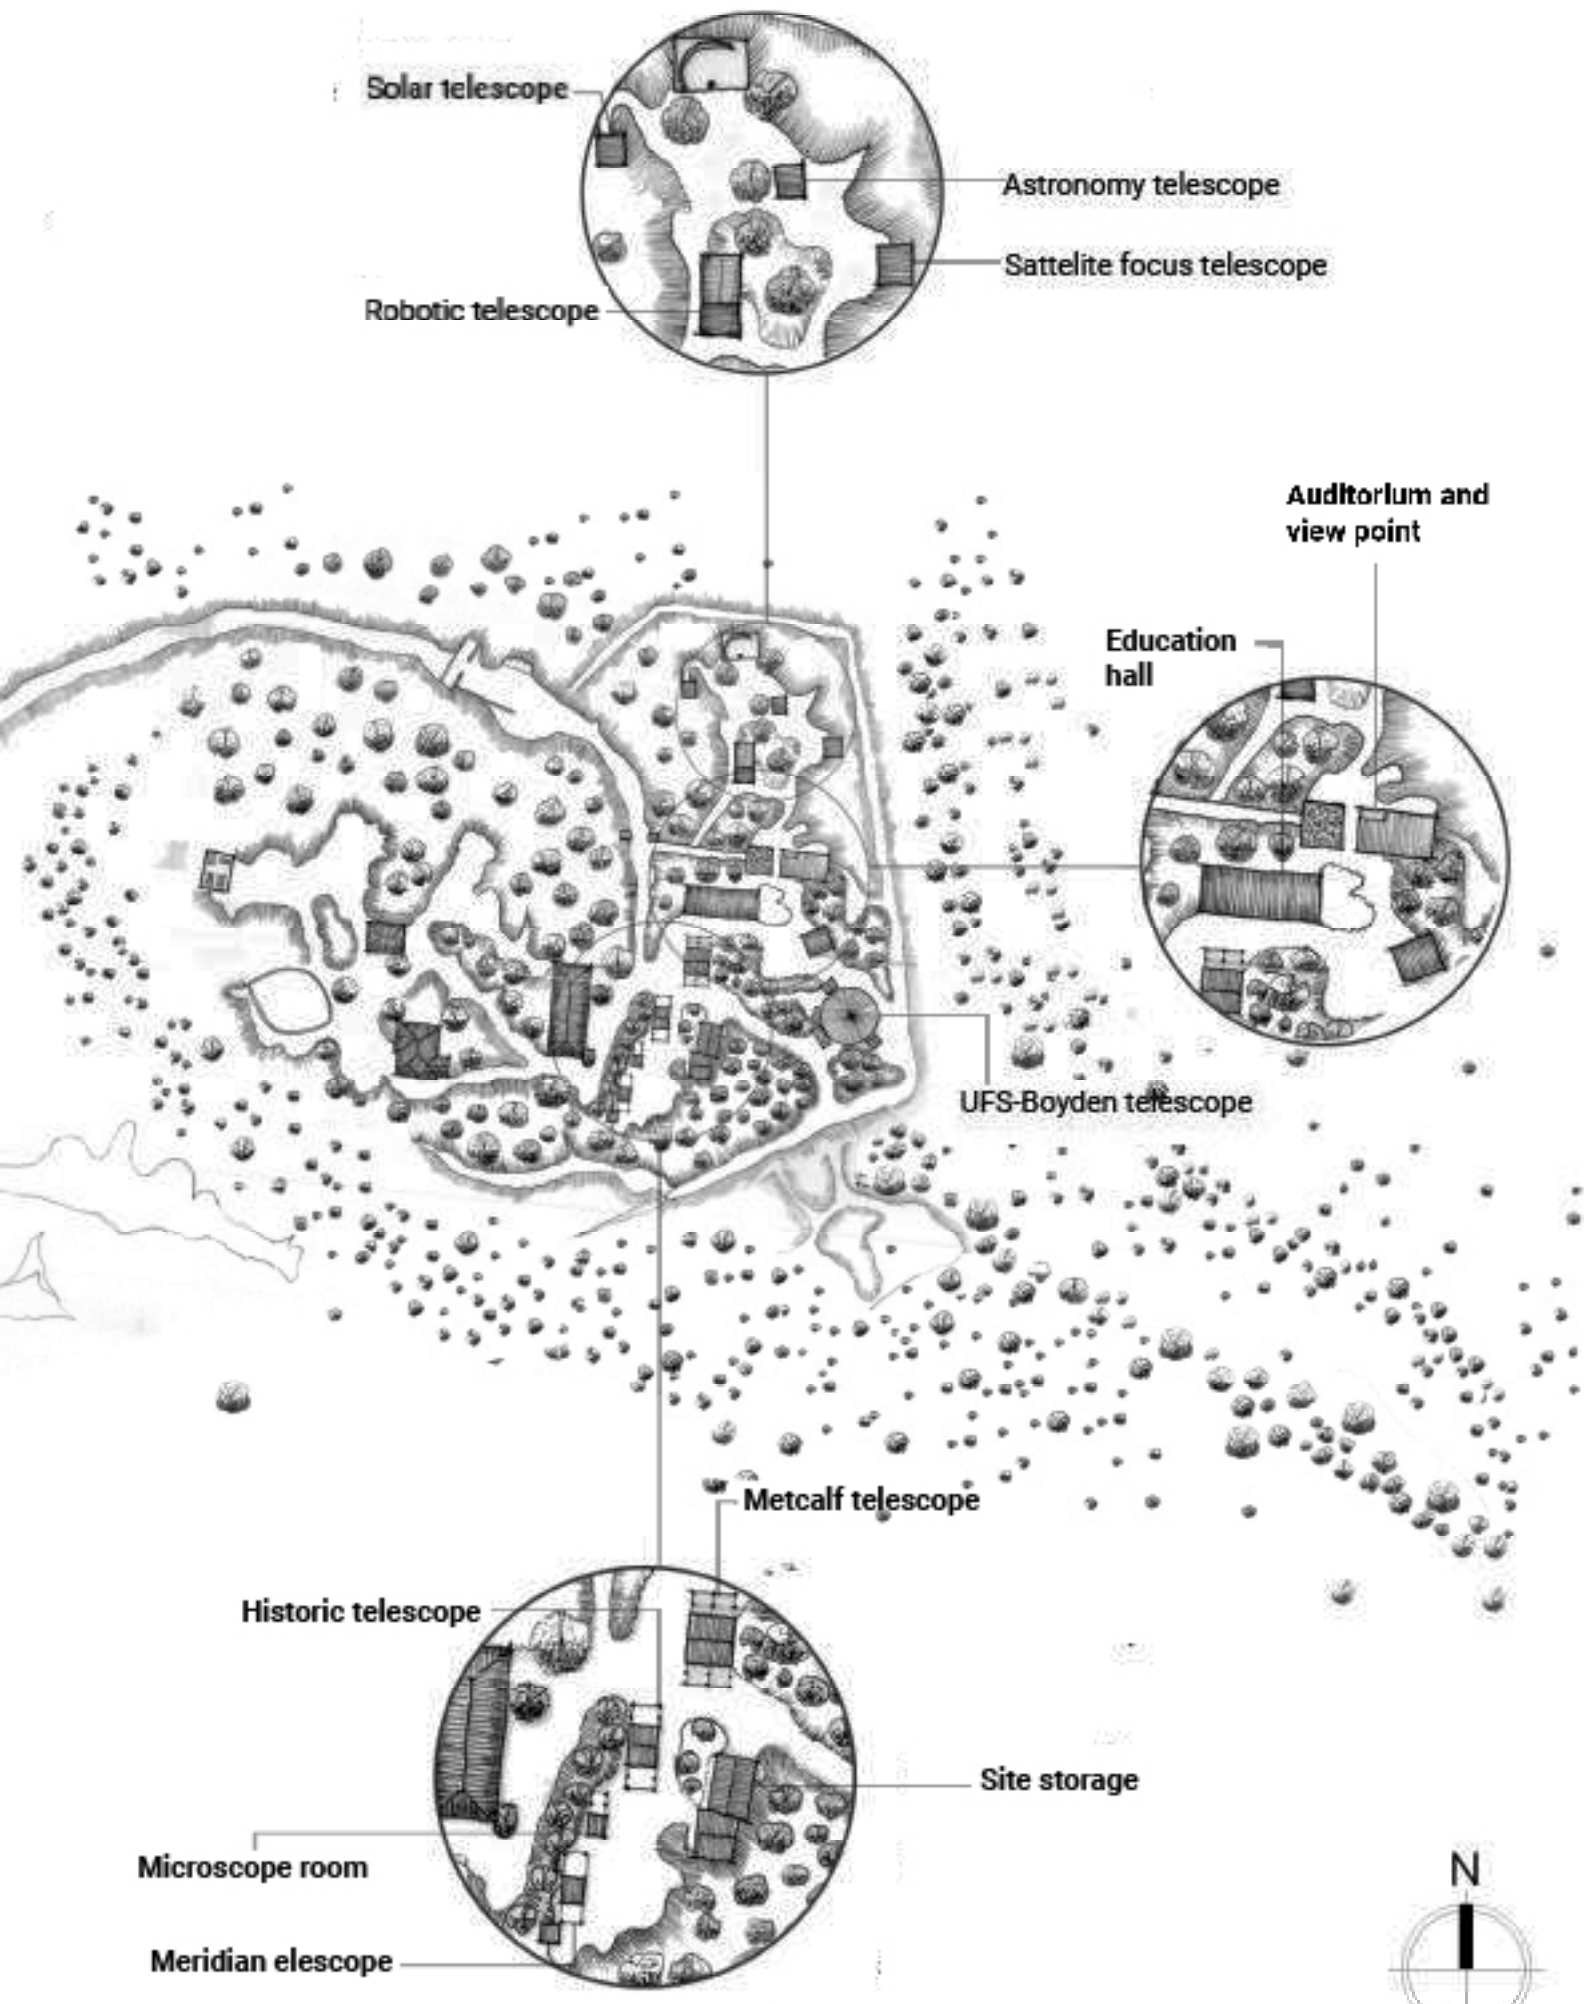 Solar telescope
Astronomy telescope
Sattelite focus telescope
Robotic telescope
Auditorium and
view point
Education
hall
UFS-Boyden telescope
Metcalf telescope
Historic telescope
Site storage
Microscope room
Meridian elescope
N